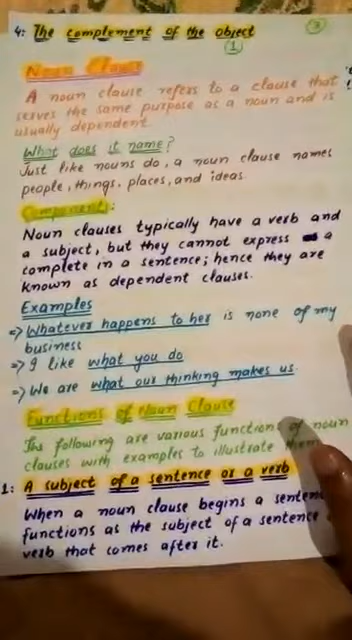 4: The complement of the object
(1)
(3)
Noun Clause
A noun clause refers to a clause that
serves the same purpose as a noun and is
usually dependent.
What does it name?
Just like nouns do, a noun clause names
people, things, places, and ideas
Components:
Noun clauses typically have a verb and
a subject, but they cannot express a
complete in a sentence; hence they are
known as dependent clauses.
Examples
=> Whatever happens to her is none of my
business
=> I like what you do
=> We are what our thinking makes us.
Functions of Noun Clause
The following are various functions of noun
clauses with examples to illustrate them
1: A subject of a sentence or a verb
When a noun clause begins a sentence
functions as the subject of a sentence
verb that comes after it.